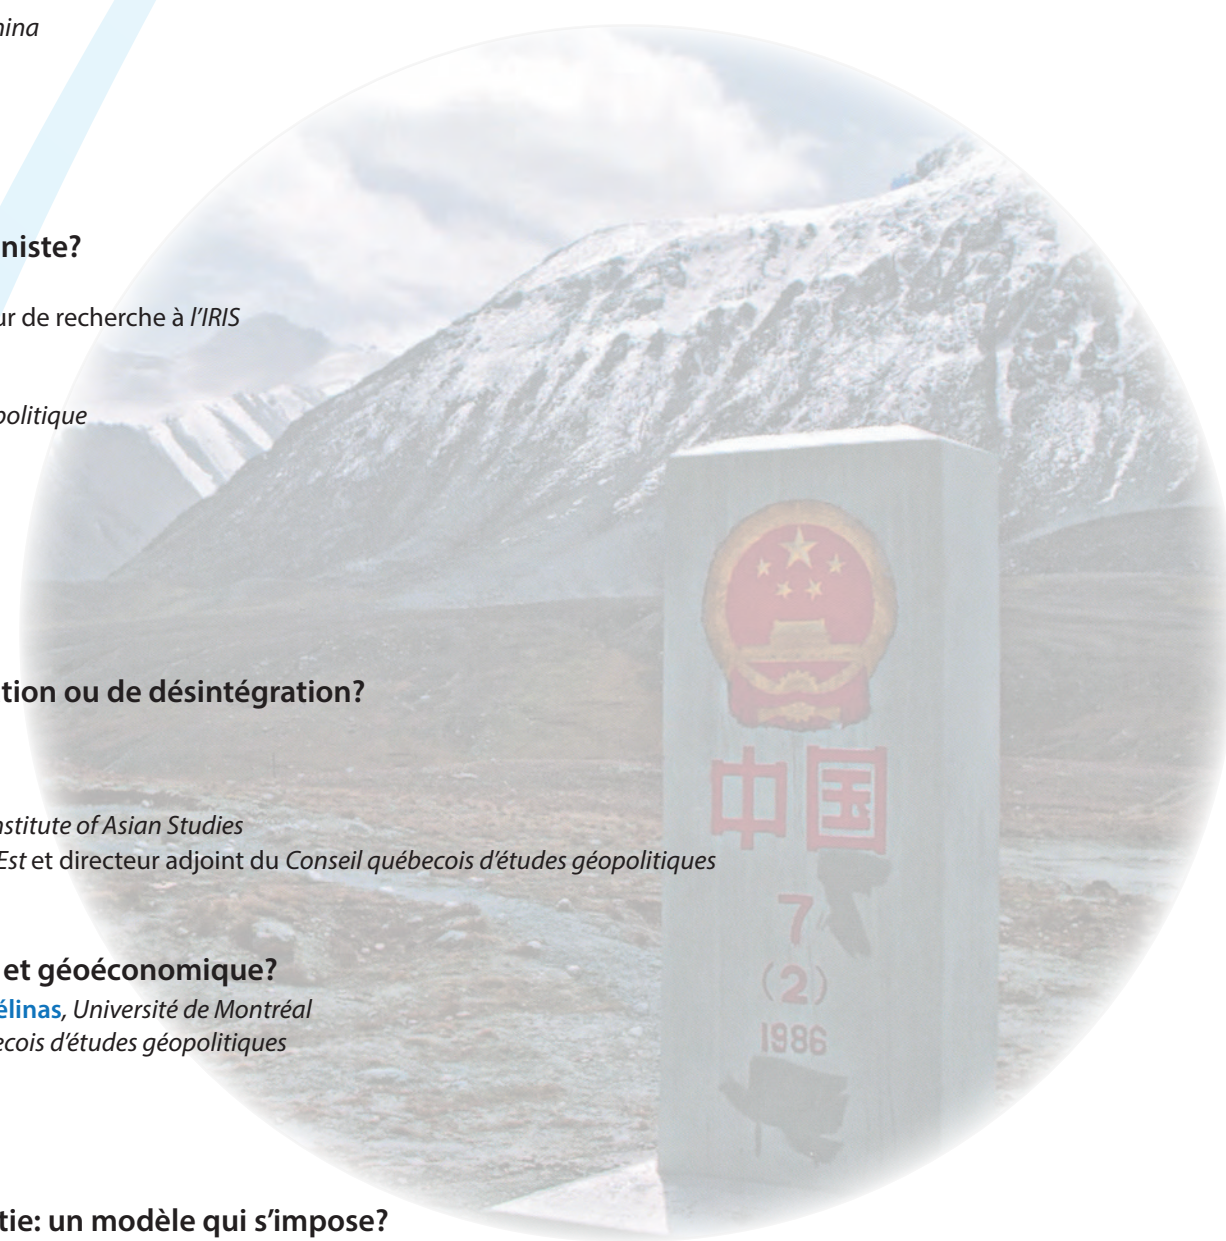 hina
niste?
ur de recherche à l'IRIS
politique
tion ou de désintégration?
nstitute of Asian Studies
Est et directeur adjoint du Conseil québecois d'études géopolitiques
et géoéconomique?
élinas, Université de Montréal
ecois d'études géopolitiques
tie: un modèle qui s'impose?
中国
7
(2)
1986